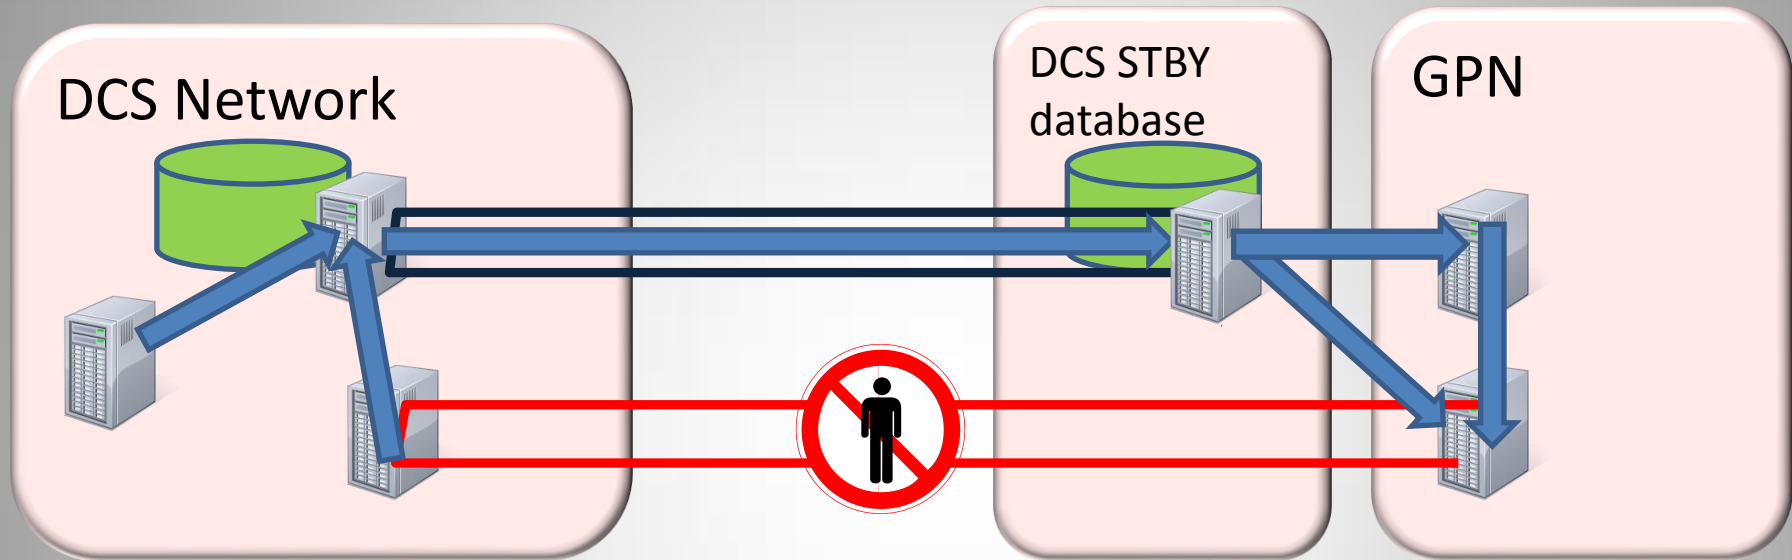 DCS Network
DCS STBY
database
GPN